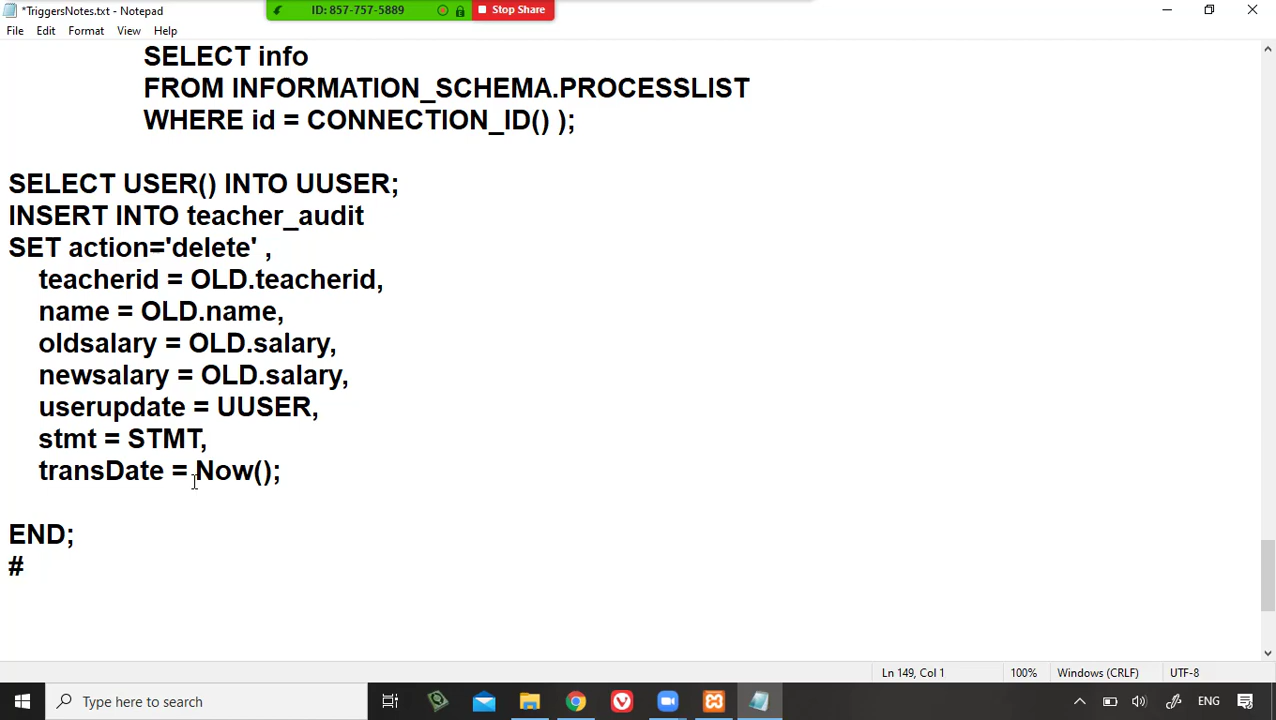 *TriggersNotes.txt - Notepad
ID: 857-757-5889
Stop Share
File Edit Format View Help
SELECT info
FROM INFORMATION_SCHEMA.PROCESSLIST
WHERE id = CONNECTION_ID() );
SELECT USER() INTO UUSER;
INSERT INTO teacher_audit
SET action='delete' ,
teacherid = OLD.teacherid,
name = OLD.name,
oldsalary = OLD.salary,
newsalary = OLD.salary,
userupdate = UUSER,
stmt = STMT,
transDate = Now();
END;
#
Ln 149, Col 1 100% Windows (CRLF) UTF-8
Type here to search
ENG